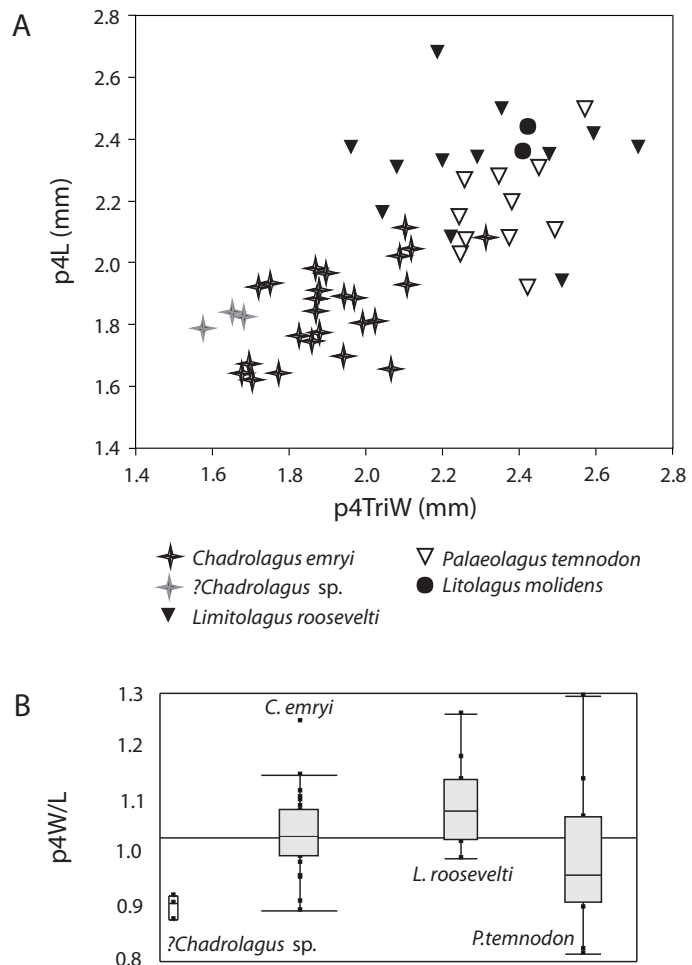 A
2.8
2.6
2.4
2.2
2.0
1.8
1.6
1.4
p4L (mm)
1.4 1.6 1.8 2.0 2.2 2.4 2.6 2.8
p4TriW (mm)
Chadrolagus emryi
?Chadrolagus sp.
Limitolagus roosevelti
Palaeolagus temnodon
Litolagus molidens
B
1.3
1.2
1.1
1.0
0.9
0.8
p4W/L
C. emryi
L. roosevelti
?Chadrolagus sp.
P.temnodon